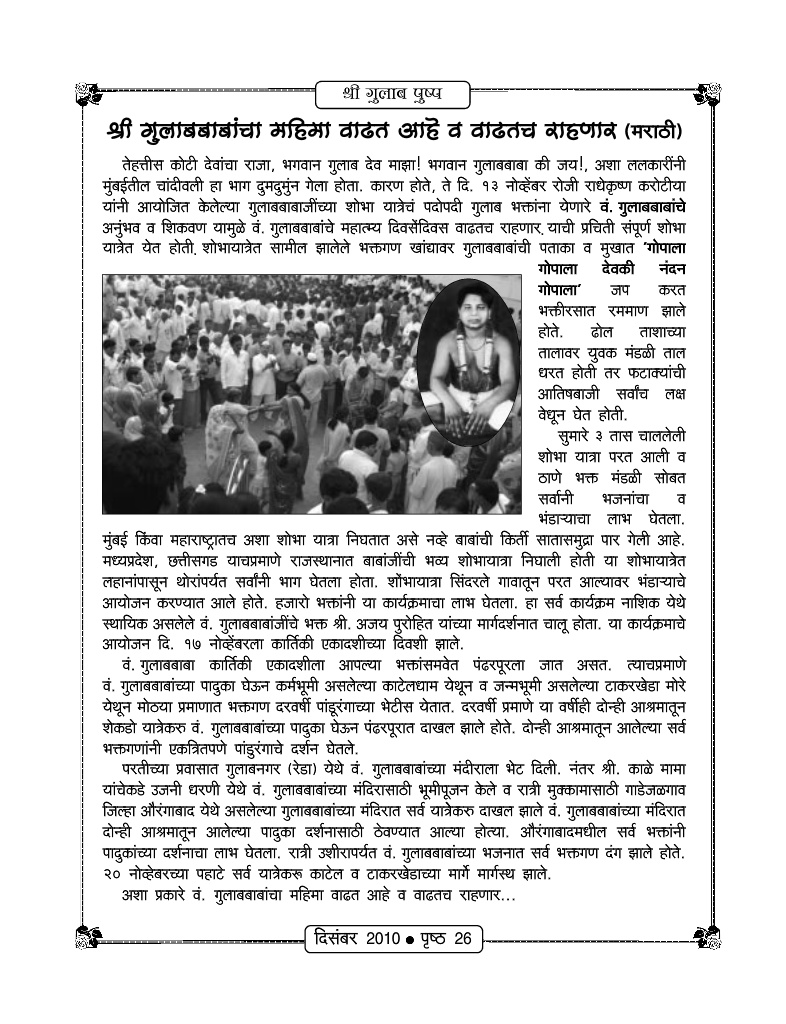 श्री गुलाब पुष्प
श्री गुलाबबाबांचा महिमा वाढत आहे व वाढतच राहणार (मराठी)
तेहत्तीस कोटी देवांचा राजा, भगवान गुलाब देव माझा! भगवान गुलाबबाबा की जय!, अशा ललकारींनी
मुंबईतील चांदीवली हा भाग दुमदुमुंन गेला होता. कारण होते, ते दि. १३ नोव्हेंबर रोजी राधेकृष्ण करोटीया
यांनी आयोजित केलेल्या गुलाबबाबाजींच्या शोभा यात्रेचं पदोपदी गुलाब भक्तांना येणारे वं. गुलाबबाबांचे
अनुंभव व शिकवण यामुळे वं. गुलाबबाबांचे महात्म्य दिवसेंदिवस वाढतच राहणार. याची प्रचिती संपूर्ण शोभा
यात्रेत येत होती. शोभायात्रेत सामील झालेले भक्तगण खांद्यावर गुलाबबाबांची पताका व मुखात 'गोपाला
गोपाला देवकी नंदन
गोपाला' जप करत
भक्तीरसात रममाण झाले
होते. ढोल ताशाच्या
तालावर युवक मंडळी ताल
धरत होती तर फटाक्यांची
आतिषबाजी सर्वांच लक्ष
वेधून घेत होती.
सुमारे ३ तास चाललेली
शोभा यात्रा परत आली व
ठाणे भक्त मंडळी सोबत
सर्वानी भजनांचा व
भंडाऱ्याचा लाभ घेतला.
मुंबई किंवा महाराष्ट्रातच अशा शोभा यात्रा निघतात असे नव्हे बाबांची किर्ती सातासमुद्रा पार गेली आहे.
मध्यप्रदेश, छत्तीसगड याचप्रमाणे राजस्थानात बाबांजींची भव्य शोभायात्रा निघाली होती या शोभायात्रेत
लहानांपासून थोरांपर्यत सर्वांनी भाग घेतला होता. शोंभायात्रा सिंदरले गावातून परत आल्यावर भंडाऱ्याचे
आयोजन करण्यात आले होते. हजारो भक्तांनी या कार्यक्रमाचा लाभ घेतला. हा सर्व कार्यक्रम नाशिक येथे
स्थायिक असलेले वं. गुलाबबाबांजींचे भक्त श्री. अजय पुरोहित यांच्या मार्गदर्शनात चालू होता. या कार्यक्रमाचे
आयोजन दि. १७ नोव्हेंबरला कार्तिकी एकादशीच्या दिवशी झाले.
वं. गुलाबबाबा कार्तिकी एकादशीला आपल्या भक्तांसमवेत पंढरपूरला जात असत. त्याचप्रमाणे
वं. गुलाबबाबांच्या पादुका घेऊन कर्मभूमी असलेल्या काटेलधाम येथून व जन्मभूमी असलेल्या टाकरखेडा मोरे
येथून मोठया प्रमाणात भक्तगण दरवर्षी पांडूरंगाच्या भेटीस येतात. दरवर्षी प्रमाणे या वर्षीही दोन्ही आश्रमातून
शेकडो यात्रेकरु वं. गुलाबबाबांच्या पादुका घेऊन पंढरपूरात दाखल झाले होते. दोन्ही आश्रमातून आलेल्या सर्व
भक्तगणांनी एकत्रितपणे पांडुरंगाचे दर्शन घेतले.
परतीच्या प्रवासात गुलाबनगर (रेडा) येथे वं. गुलाबबाबांच्या मंदीराला भेट दिली. नंतर श्री. काळे मामा
यांचेकडे उजनी धरणी येथे वं. गुलाबबाबांच्या मंदिरासाठी भूमीपूजन केले व रात्री मुक्कामासाठी गाडेजळगाव
जिल्हा औरंगाबाद येथे असलेल्या गुलाबबाबांच्या मंदिरात सर्व यात्रेकरु दाखल झाले वं. गुलाबबाबांच्या मंदिरात
दोन्ही आश्रमातून आलेल्या पादुका दर्शनासाठी ठेवण्यात आल्या होत्या. औरंगाबादमधील सर्व भक्तांनी
पादुकांच्या दर्शनाचा लाभ घेतला. रात्री उशीरापर्यत वं. गुलाबबाबांच्या भजनात सर्व भक्तगण दंग झाले होते.
२० नोव्हेबरच्या पहाटे सर्व यात्रेकरू काटेल व टाकरखेडाच्या मार्गे मार्गस्थ झाले.
अशा प्रकारे वं. गुलाबबाबांचा महिमा वाढत आहे व वाढतच राहणार...
दिसंबर 2010 ● पृष्ठ 26